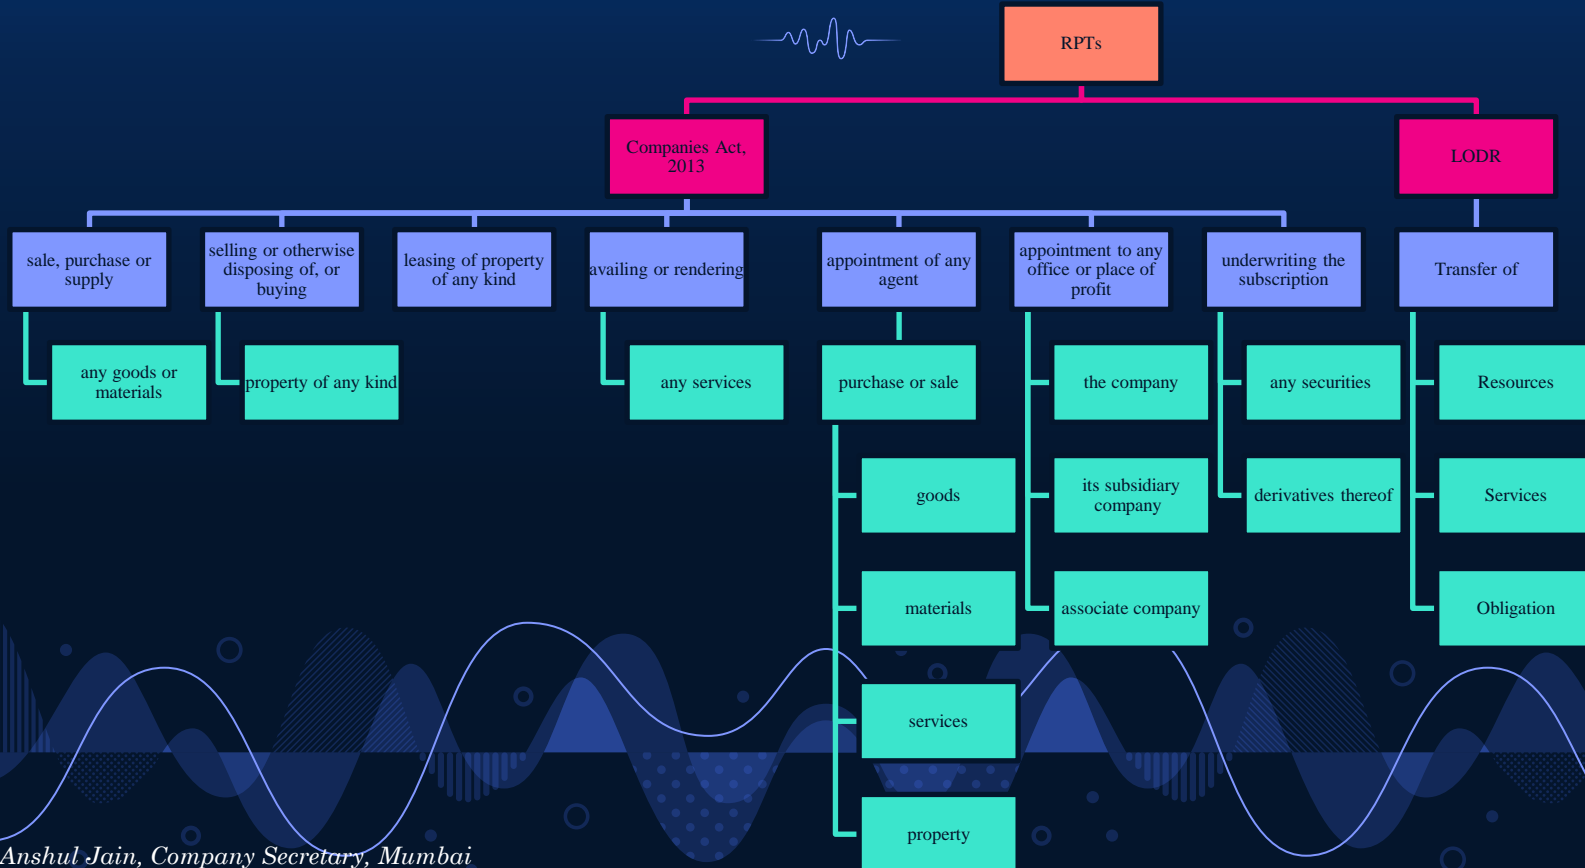 RPTs
Companies Act,
2013
LODR
sale, purchase or
supply
selling or otherwise
disposing of, or
buying
leasing of property
of any kind
availing or rendering
appointment of any
agent
appointment to any
office or place of
profit
underwriting the
subscription
Transfer of
any goods or
materials
property of any kind
any services
purchase or sale
the company
any securities
Resources
goods
its subsidiary
company
derivatives thereof
Services
materials
associate company
Obligation
services
property
Anshul Jain, Company Secretary, Mumbai